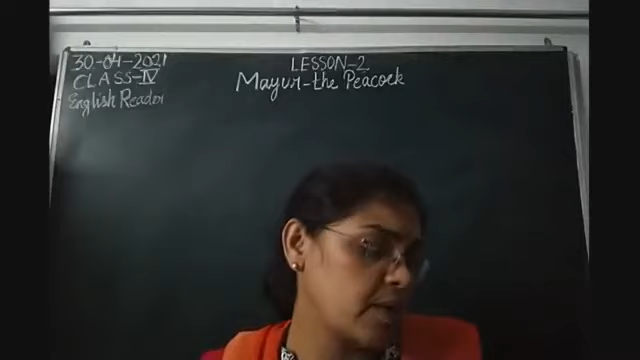 30-04-2021
CLASS-IV
English Reader
LESSON-2
Mayur-the Peacock